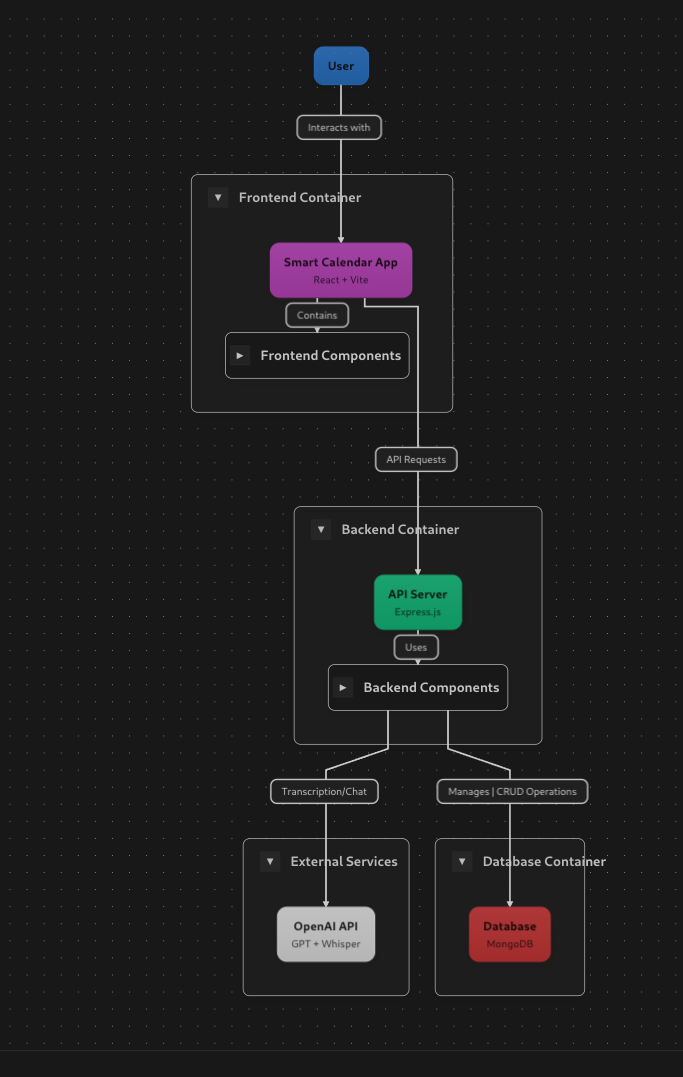 User
Interacts with
Frontend Container
Smart Calendar App
React + Vite
Contains
Frontend Components
API Requests
Backend Container
API Server
Express.js
Uses
Backend Components
Transcription/Chat
Manages | CRUD Operations
External Services
Database Container
OpenAI API
GPT + Whisper
Database
MongoDB